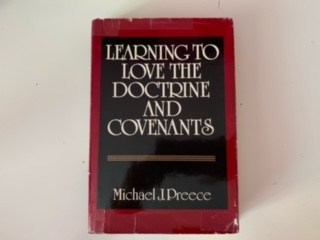 LEARNING TO
LOVE THE
DOCTRINE
AND
COVENANTS
Michael J. Preece